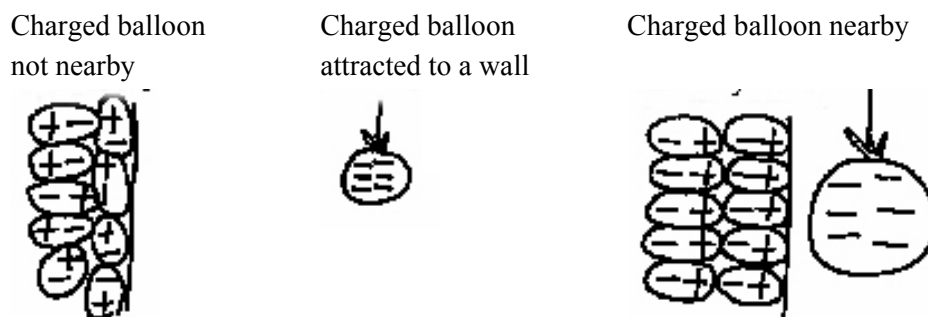 Charged balloon
not nearby
Charged balloon
attracted to a wall
Charged balloon nearby